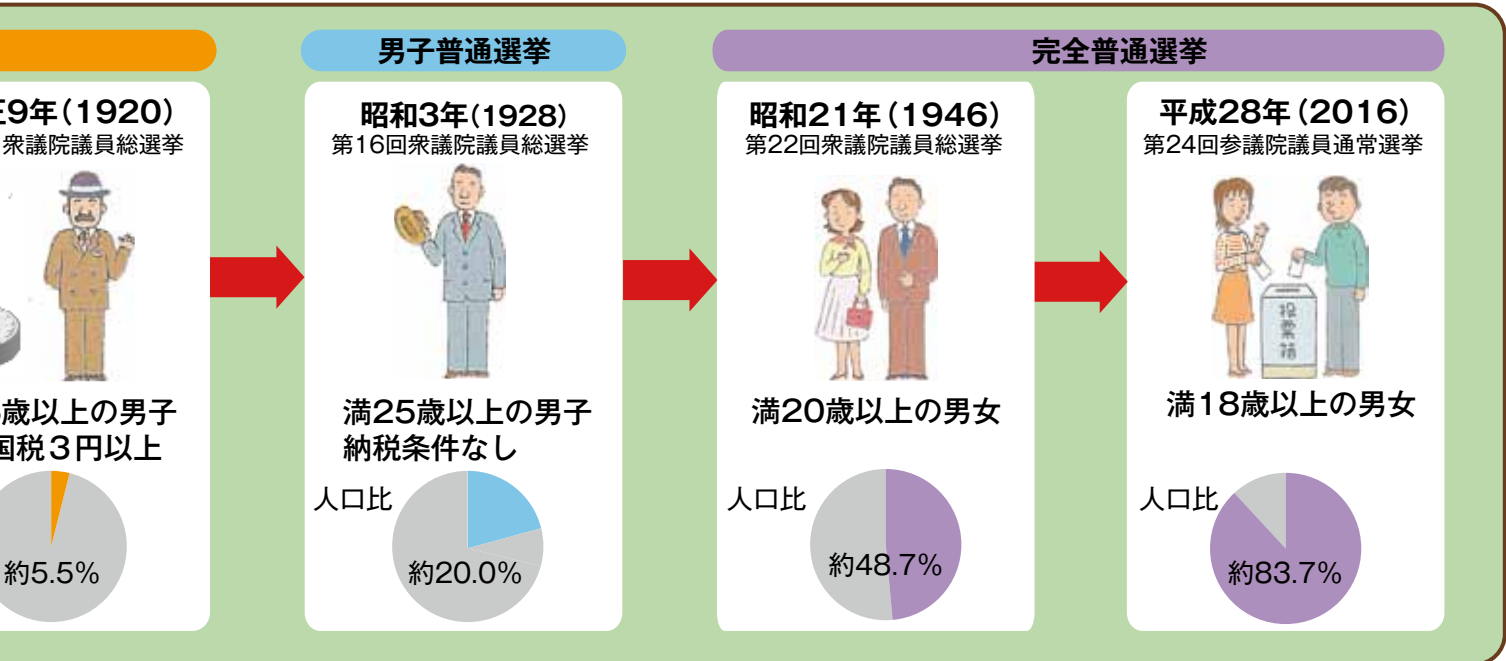 男子普通選挙
完全普通選挙
正9年（1920）
衆議院議員総選挙
歳以上の男子
国税３円以上
約5.5%
昭和3年（1928）
第16回衆議院議員総選挙
満25歳以上の男子
納税条件なし
人口比
約20.0%
昭和21年（1946）
第22回衆議院議員総選挙
満20歳以上の男女
人口比
約48.7%
平成28年（2016）
第24回参議院議員通常選挙
投票箱
満18歳以上の男女
人口比
約83.7%